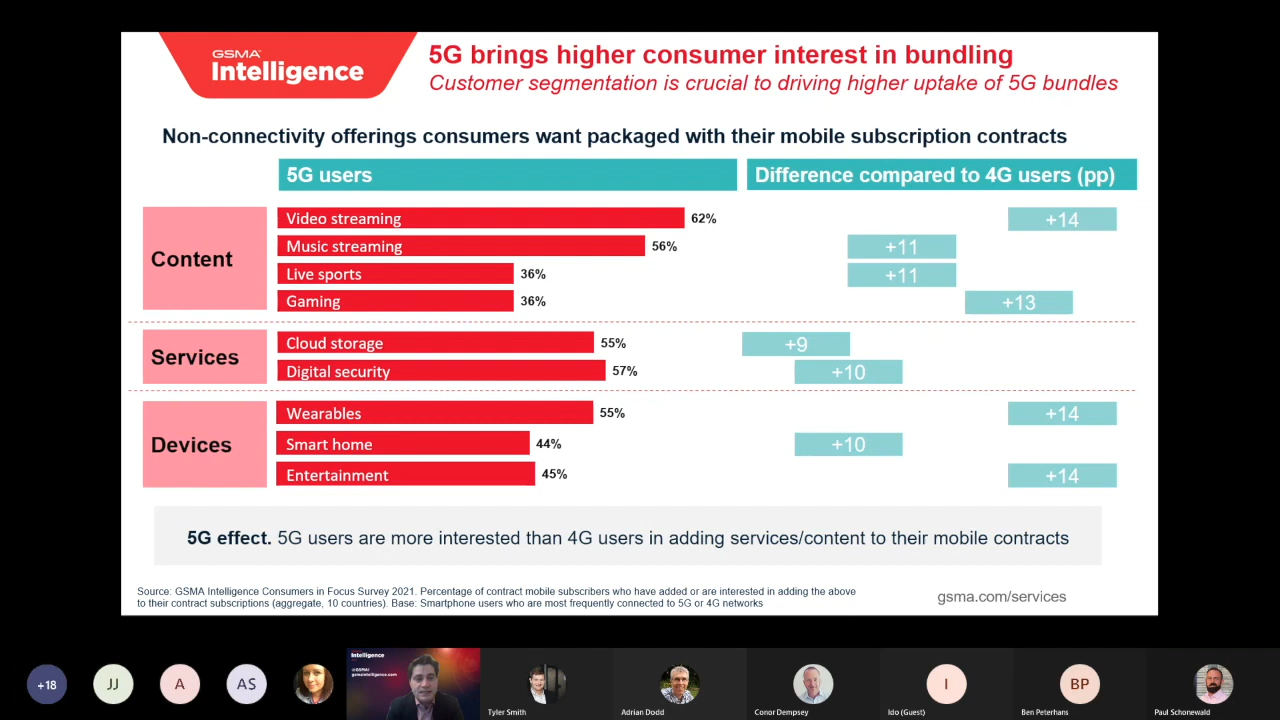 GSMA™
Intelligence
5G brings higher consumer interest in bundling
Customer segmentation is crucial to driving higher uptake of 5G bundles
Non-connectivity offerings consumers want packaged with their mobile subscription contracts
5G users
Difference compared to 4G users (pp)
Content
Video streaming 62% +14
Music streaming 56% +11
Live sports 36% +11
Gaming 36% +13
Services
Cloud storage 55% +9
Digital security 57% +10
Devices
Wearables 55% +14
Smart home 44% +10
Entertainment 45% +14
5G effect. 5G users are more interested than 4G users in adding services/content to their mobile contracts
Source: GSMA Intelligence Consumers in Focus Survey 2021. Percentage of contract mobile subscribers who have added or are interested in adding the above
to their contract subscriptions (aggregate, 10 countries). Base: Smartphone users who are most frequently connected to 5G or 4G networks
gsma.com/services
+18
JJ
A
AS
Intelligence
@GSMAi
gsmaintelligence.com
Tyler Smith
Adrian Dodd
Conor Dempsey
I
Ido (Guest)
BP
Ben Peterhans
Paul Schonewald